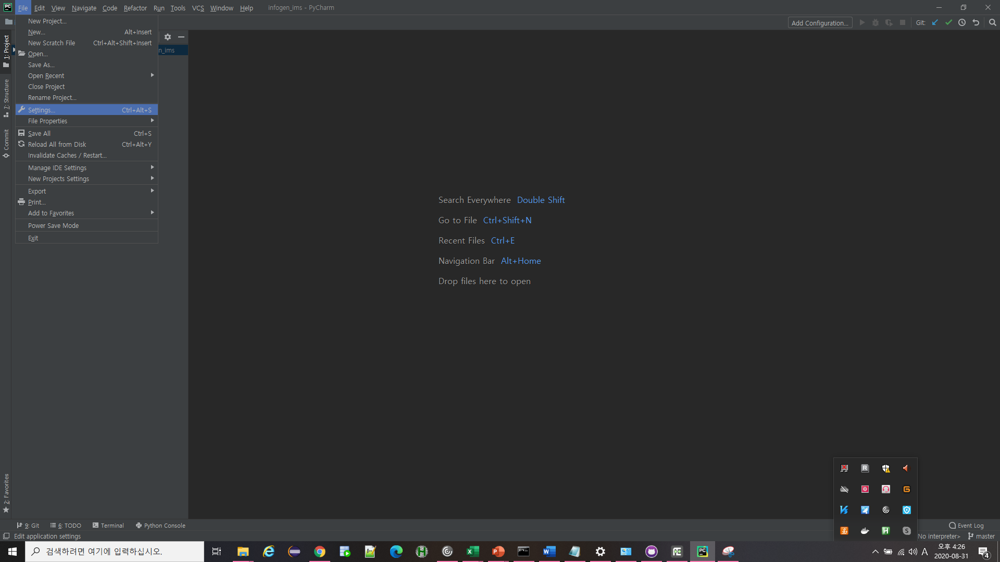 File Edit View Navigate Code Refactor Run Tools VCS Window Help infogen_ims - PyCharm
Add Configuration... Git:
New Project...
New... Alt+Insert
New Scratch File Ctrl+Alt+Shift+Insert
Open...
Save As...
Open Recent
Close Project
Rename Project...
Settings... Ctrl+Alt+S
File Properties
Save All Ctrl+S
Reload All from Disk Ctrl+Alt+Y
Invalidate Caches / Restart...
Manage IDE Settings
New Projects Settings
Export
Print...
Add to Favorites
Power Save Mode
Exit
n_ims
1: Project
7: Structure
Commit
2: Favorites
Search Everywhere Double Shift
Go to File Ctrl+Shift+N
Recent Files Ctrl+E
Navigation Bar Alt+Home
Drop files here to open
9: Git 6: TODO Terminal Python Console Event Log
Edit application settings No interpreter> master
검색하려면 여기에 입력하십시오.
A 오후 4:26
2020-08-31
4